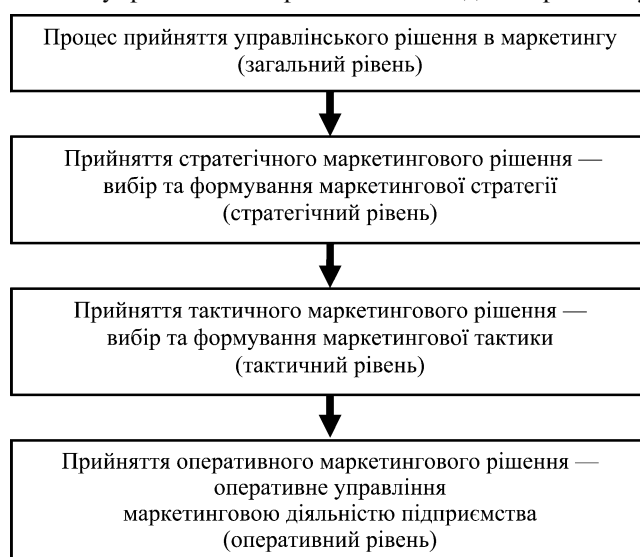 Процес прийняття управлінського рішення в маркетингу
(загальний рівень)
Прийняття стратегічного маркетингового рішення —
вибір та формування маркетингової стратегії
(стратегічний рівень)
Прийняття тактичного маркетингового рішення —
вибір та формування маркетингової тактики
(тактичний рівень)
Прийняття оперативного маркетингового рішення —
оперативне управління
маркетинговою діяльністю підприємства
(оперативний рівень)